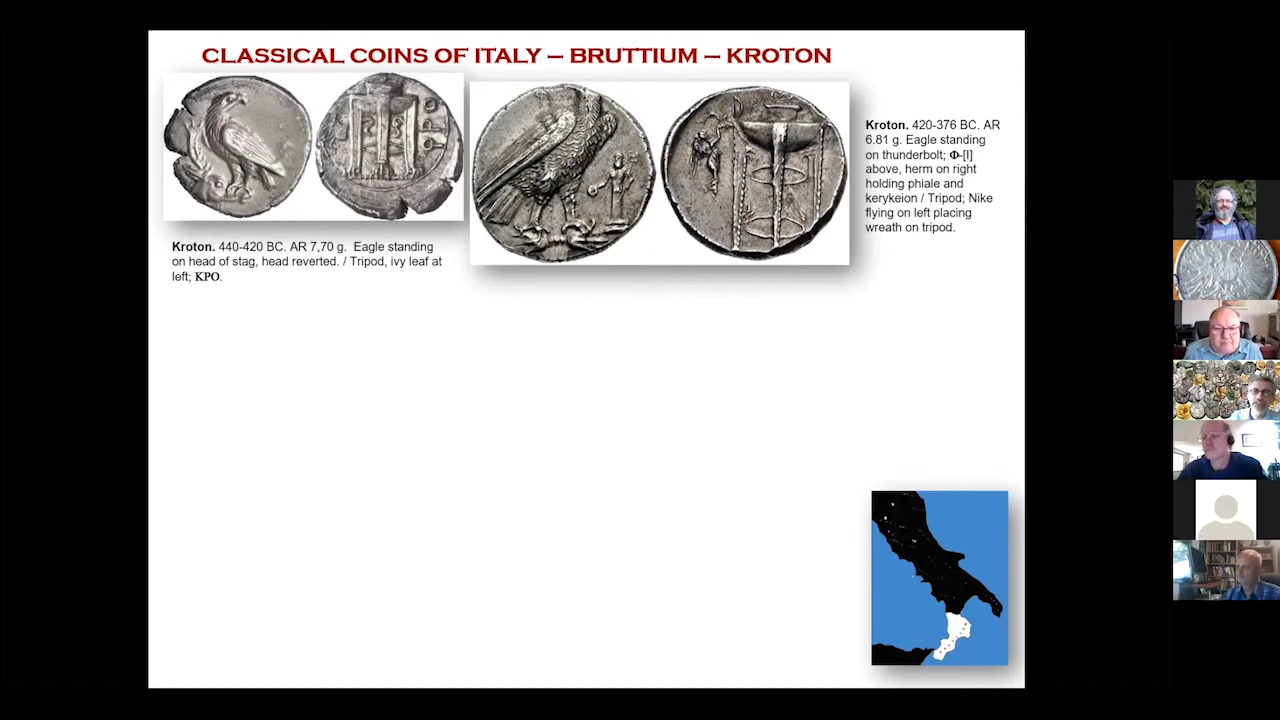 CLASSICAL COINS OF ITALY – BRUTTIUM – KROTON
Kroton. 440-420 BC. AR 7,70 g. Eagle standing
on head of stag, head reverted. / Tripod, ivy leaf at
left; ΚΡΟ.
Kroton. 420-376 BC. AR
6.81 g. Eagle standing
on thunderbolt; Φ-[I]
above, herm on right
holding phiale and
kerykeion / Tripod; Nike
flying on left placing
wreath on tripod.